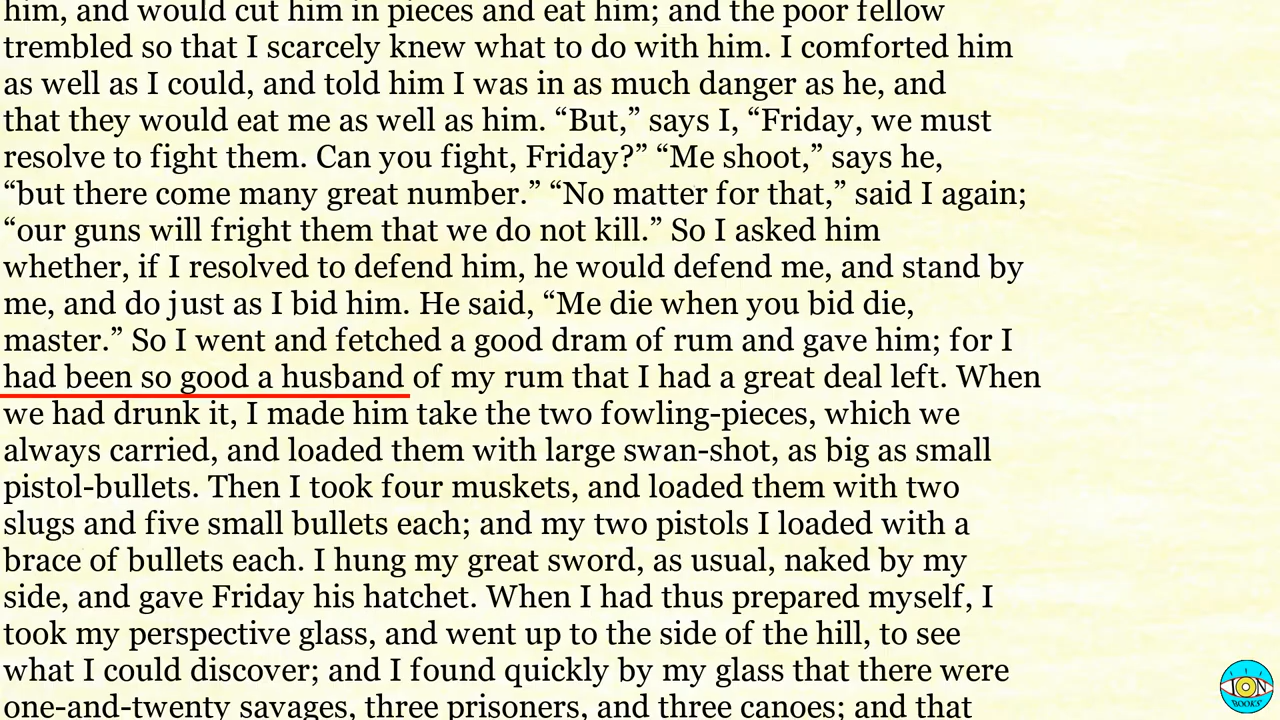 him, and would cut him in pieces and eat him; and the poor fellow
trembled so that I scarcely knew what to do with him. I comforted him
as well as I could, and told him I was in as much danger as he, and
that they would eat me as well as him. “But,” says I, “Friday, we must
resolve to fight them. Can you fight, Friday?” “Me shoot,” says he,
“but there come many great number.” “No matter for that,” said I again;
“our guns will fright them that we do not kill.” So I asked him
whether, if I resolved to defend him, he would defend me, and stand by
me, and do just as I bid him. He said, “Me die when you bid die,
master.” So I went and fetched a good dram of rum and gave him; for I
had been so good a husband of my rum that I had a great deal left. When
we had drunk it, I made him take the two fowling-pieces, which we
always carried, and loaded them with large swan-shot, as big as small
pistol-bullets. Then I took four muskets, and loaded them with two
slugs and five small bullets each; and my two pistols I loaded with a
brace of bullets each. I hung my great sword, as usual, naked by my
side, and gave Friday his hatchet. When I had thus prepared myself, I
took my perspective glass, and went up to the side of the hill, to see
what I could discover; and I found quickly by my glass that there were
one-and-twenty savages, three prisoners, and three canoes; and that
ION
BOOKS